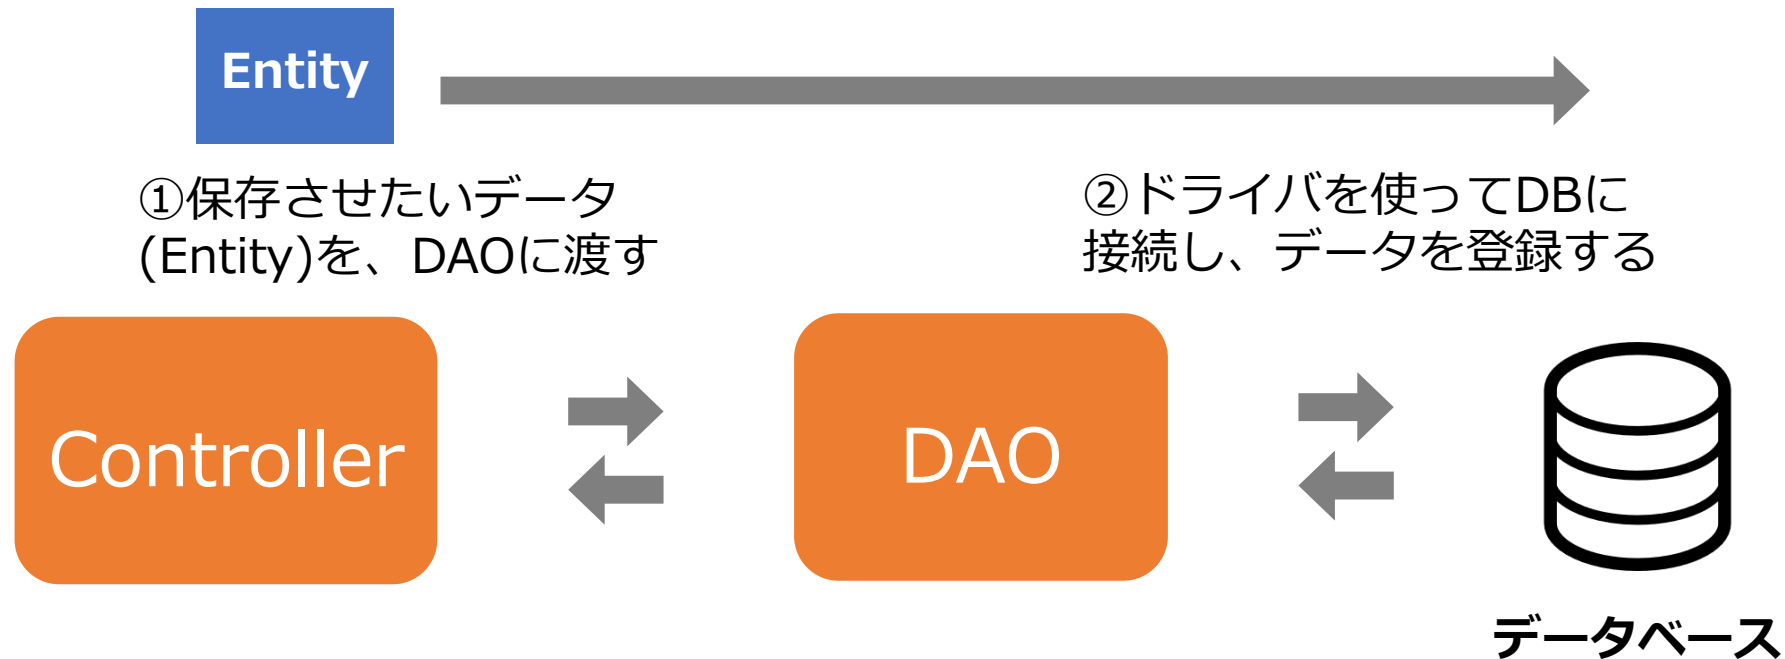 Entity
①保存させたいデータ
(Entity)を、DAOに渡す
②ドライバを使ってDBに
接続し、データを登録する
Controller
DAO
データベース